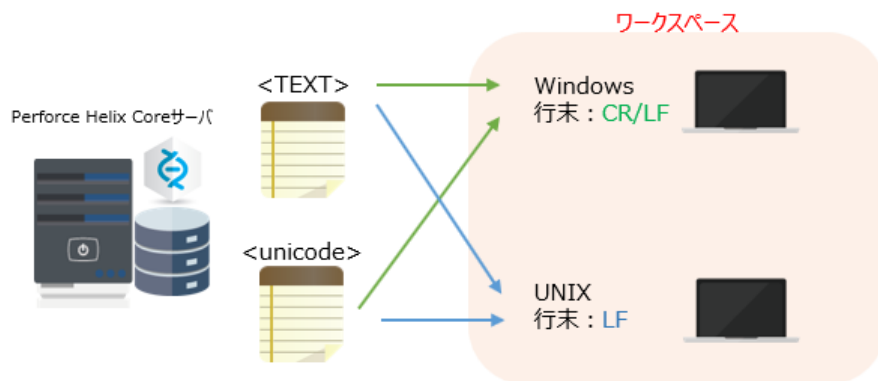 ワークスペース
<TEXT>
Perforce Helix Coreサーバ
Windows
行末：CR/LF
<unicode>
UNIX
行末：LF